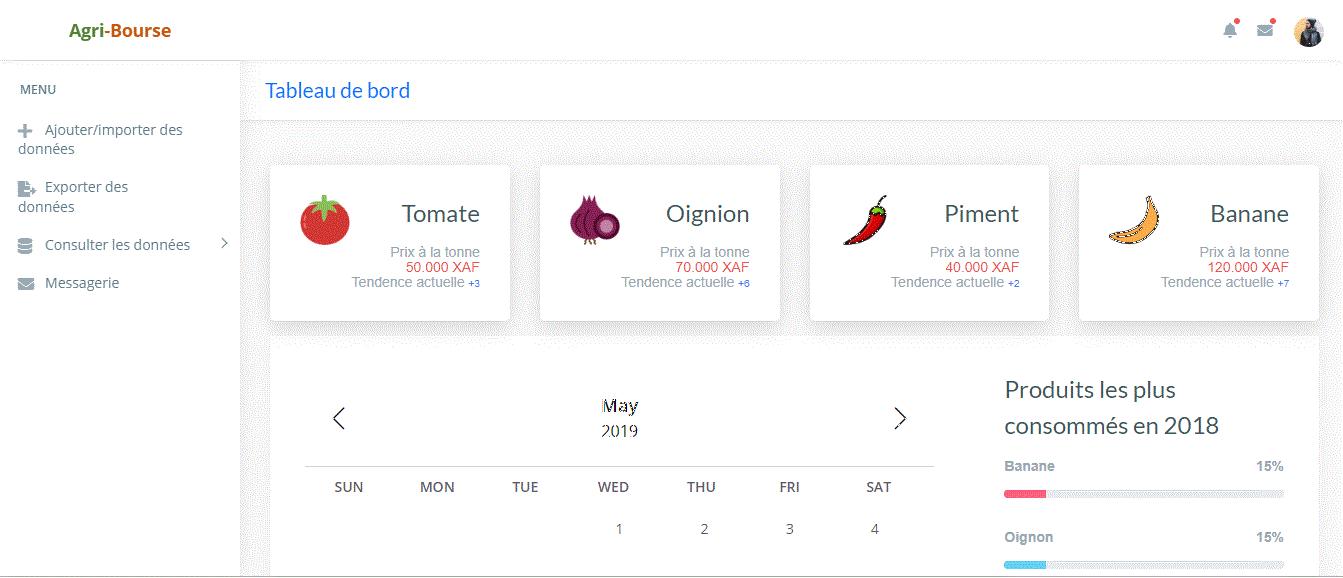 Agri-Bourse
MENU
Ajouter/importer des
données
Exporter des
données
Consulter les données
Messagerie
Tableau de bord
Tomate
Prix à la tonne
50.000 XAF
Tendence actuelle +3
Oignion
Prix à la tonne
70.000 XAF
Tendence actuelle +6
Piment
Prix à la tonne
40.000 XAF
Tendence actuelle +2
Banane
Prix à la tonne
120.000 XAF
Tendence actuelle +7
May
2019
SUN MON TUE WED THU FRI SAT
1 2 3 4
Produits les plus
consommés en 2018
Banane 15%
Oignon 15%